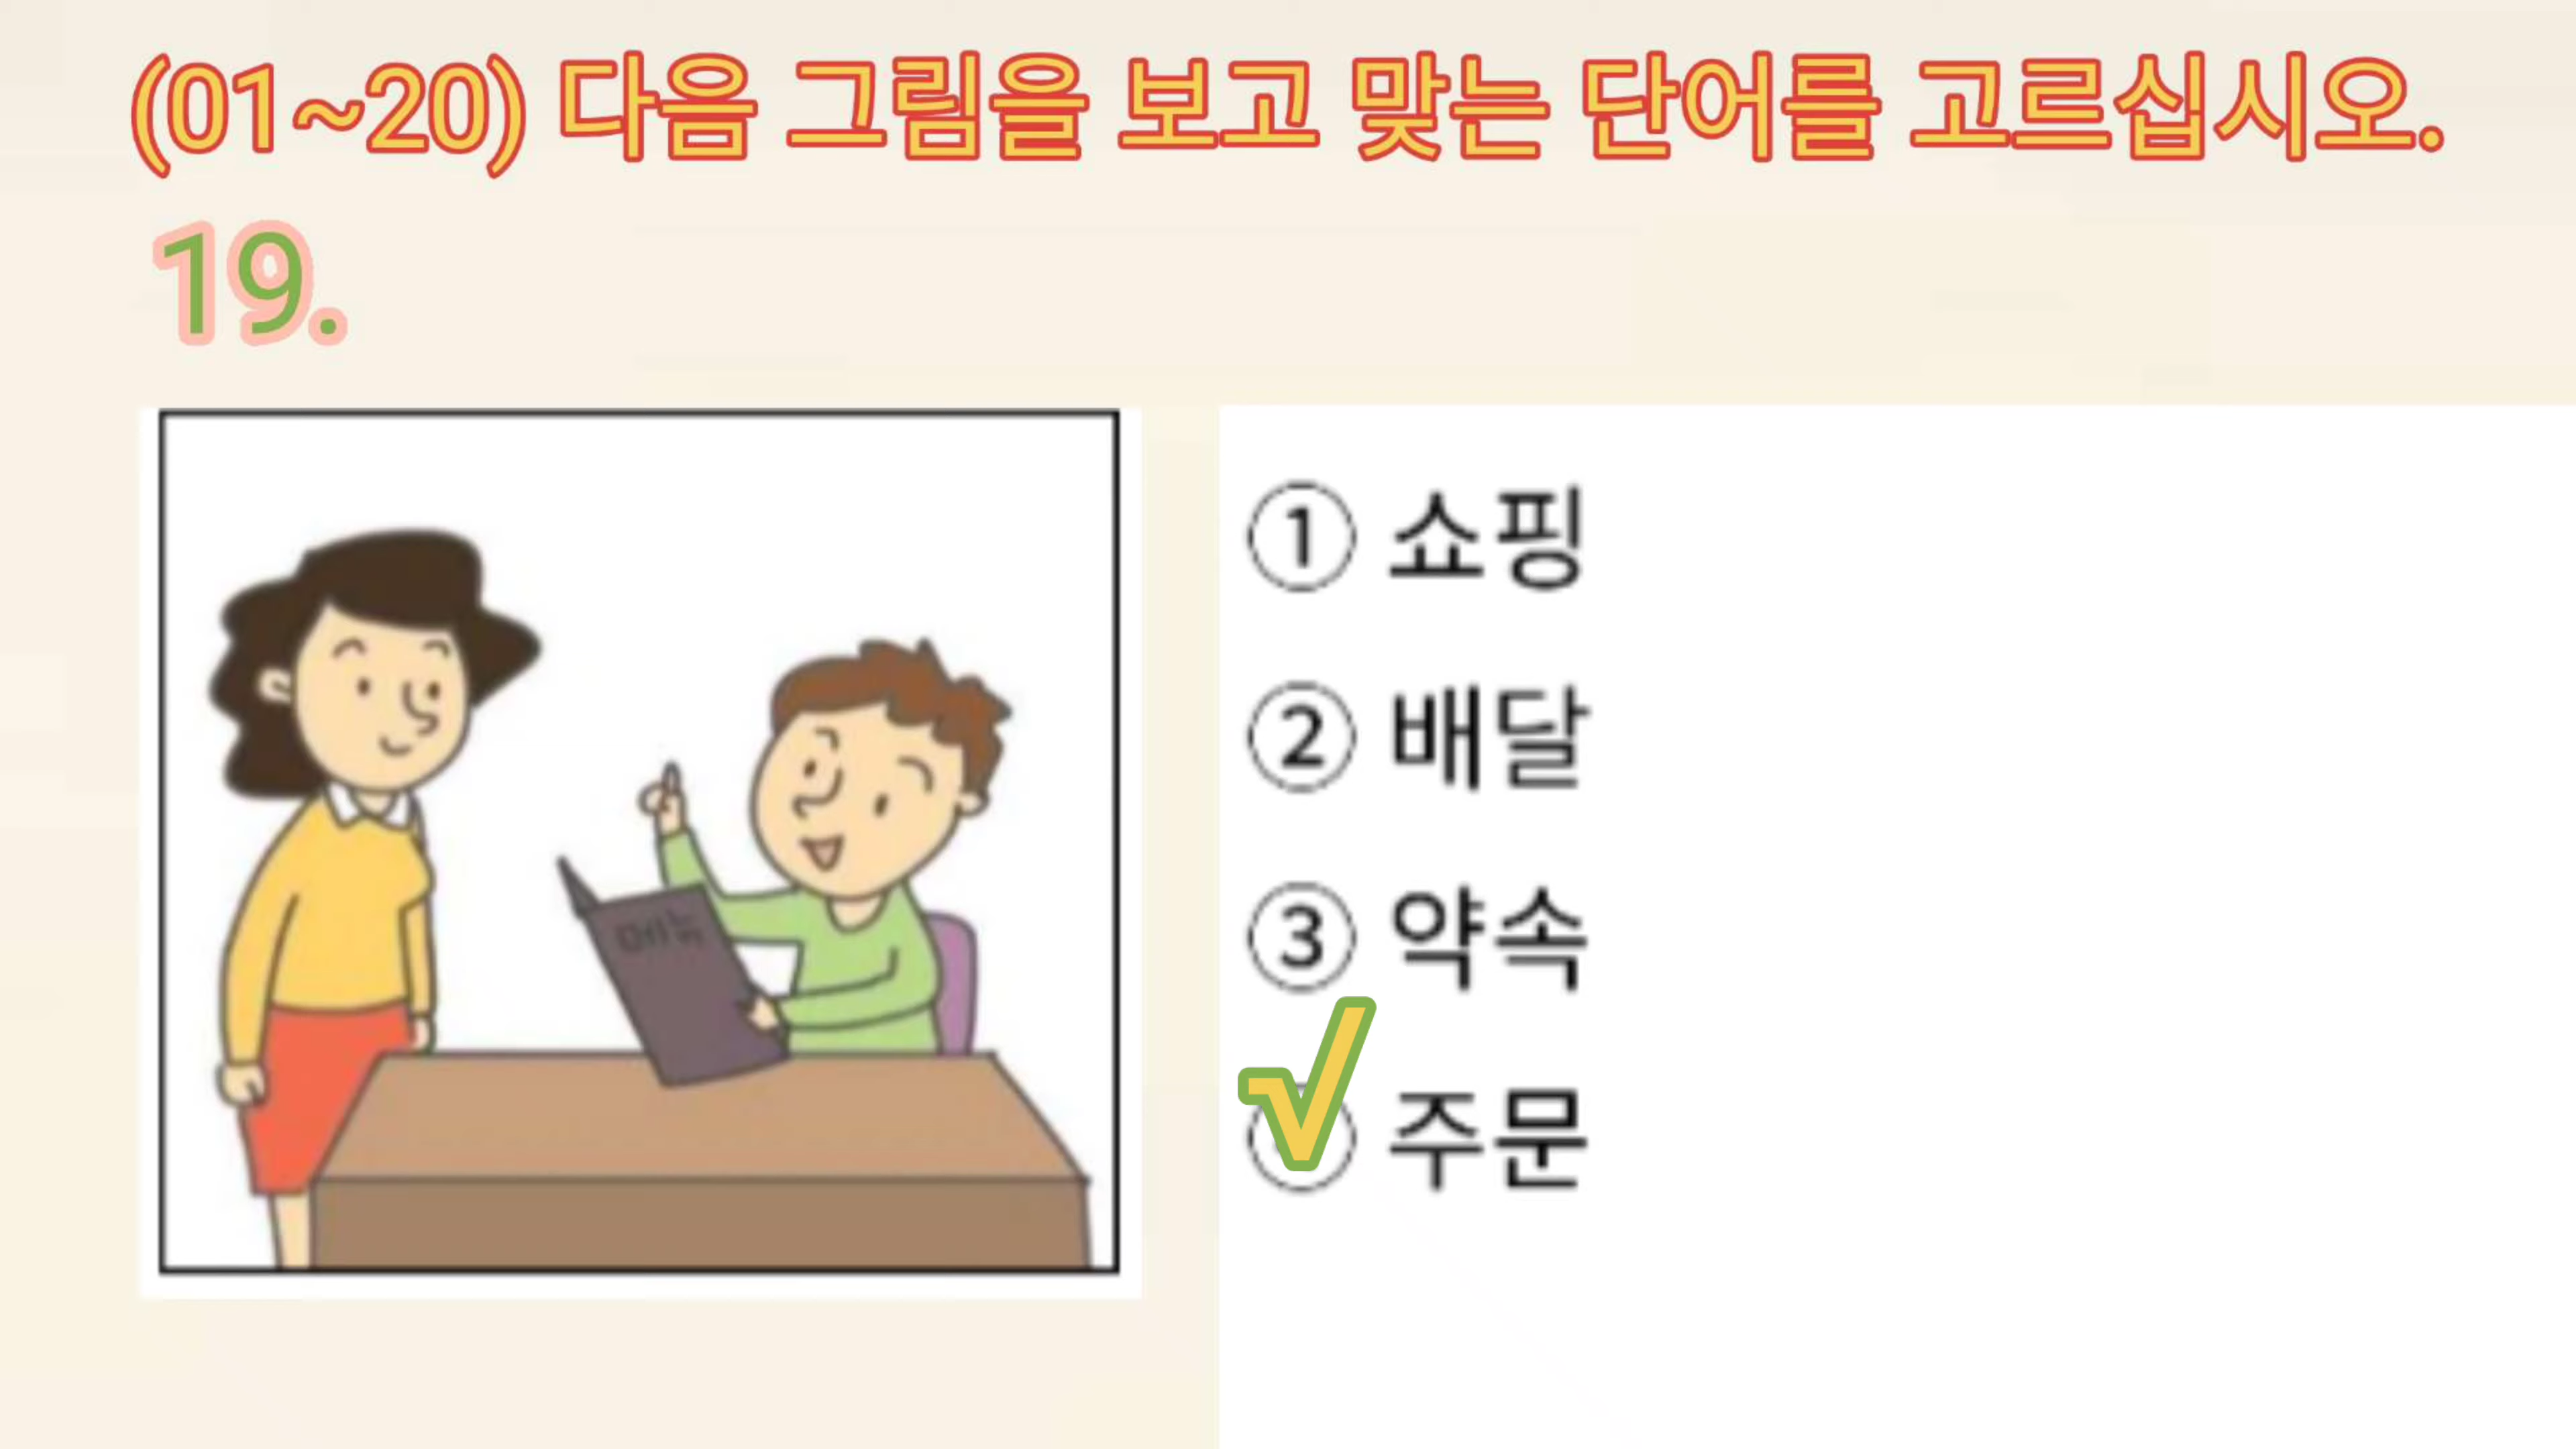 (01~20) 다음 그림을 보고 맞는 단어를 고르십시오.
19.
메뉴
① 쇼핑
② 배달
③ 약속
주문